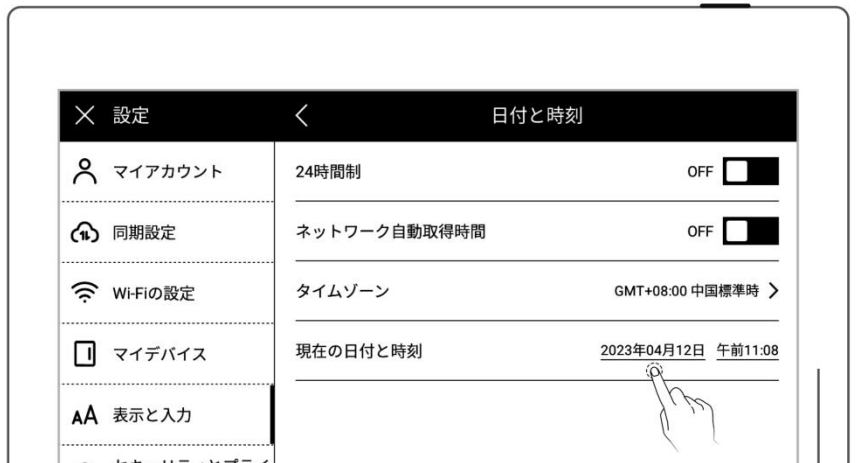 設定
日付と時刻
マイアカウント
24時間制 OFF
同期設定
ネットワーク自動取得時間 OFF
Wi-Fiの設定
タイムゾーン GMT+08:00 中国標準時
マイデバイス
現在の日付と時刻 2023年04月12日 午前11:08
AA 表示と入力